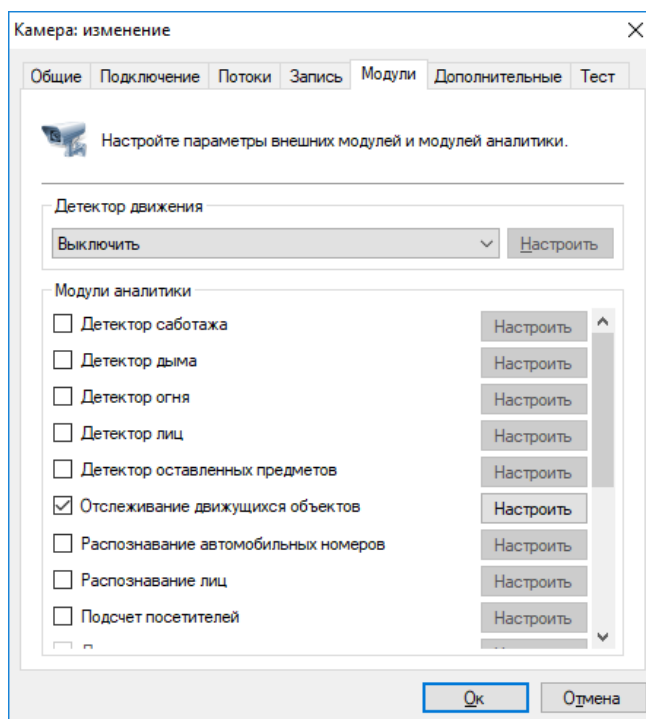 Камера: изменение
Общие Подключение Потоки Запись Модули Дополнительные Тест
Настройте параметры внешних модулей и модулей аналитики.
Детектор движения
Выключить Настроить
Модули аналитики
Детектор саботажа Настроить
Детектор дыма Настроить
Детектор огня Настроить
Детектор лиц Настроить
Детектор оставленных предметов Настроить
Отслеживание движущихся объектов Настроить
Распознавание автомобильных номеров Настроить
Распознавание лиц Настроить
Подсчет посетителей Настроить
Ок Отмена